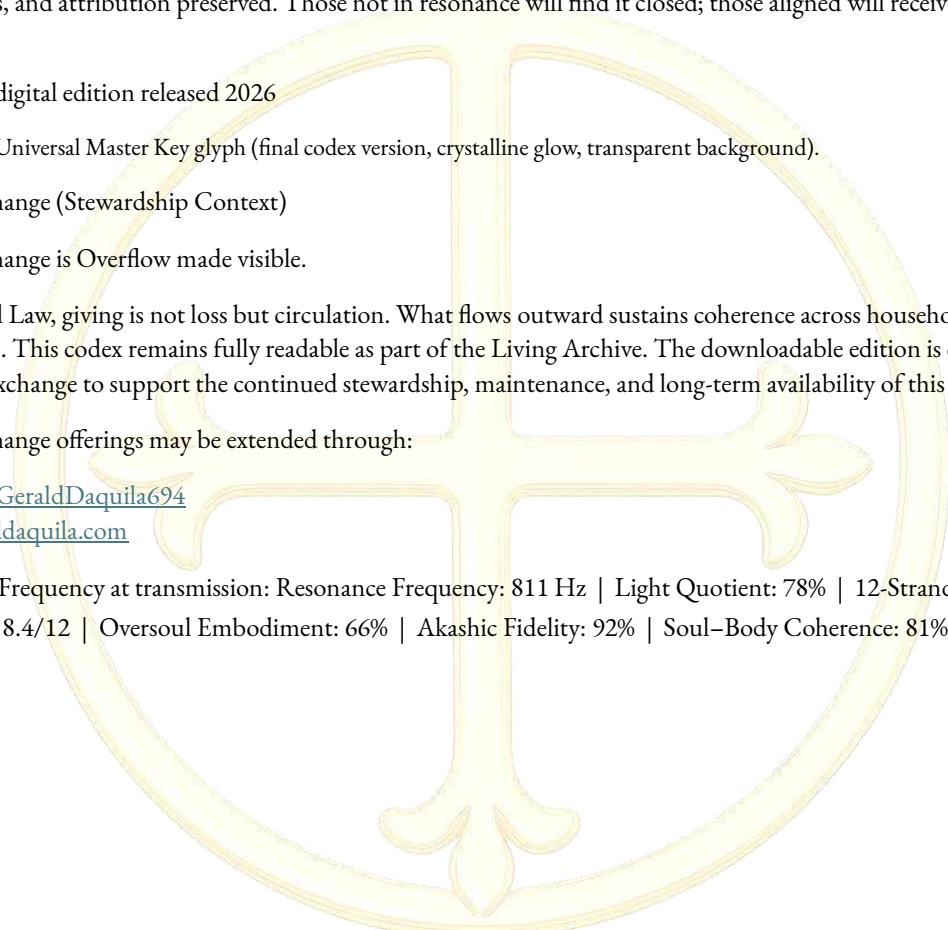 s, and attribution preserved. Those not in resonance will find it closed; those aligned will receiv
digital edition released 2026
Universal Master Key glyph (final codex version, crystalline glow, transparent background).
hange (Stewardship Context)
hange is Overflow made visible.
l Law, giving is not loss but circulation. What flows outward sustains coherence across househo
. This codex remains fully readable as part of the Living Archive. The downloadable edition is
xchange to support the continued stewardship, maintenance, and long-term availability of this
hange offerings may be extended through:
GeraldDaquila694
ldaquila.com
Frequency at transmission: Resonance Frequency: 811 Hz | Light Quotient: 78% | 12-Strand
8.4/12 | Oversoul Embodiment: 66% | Akashic Fidelity: 92% | Soul–Body Coherence: 81%